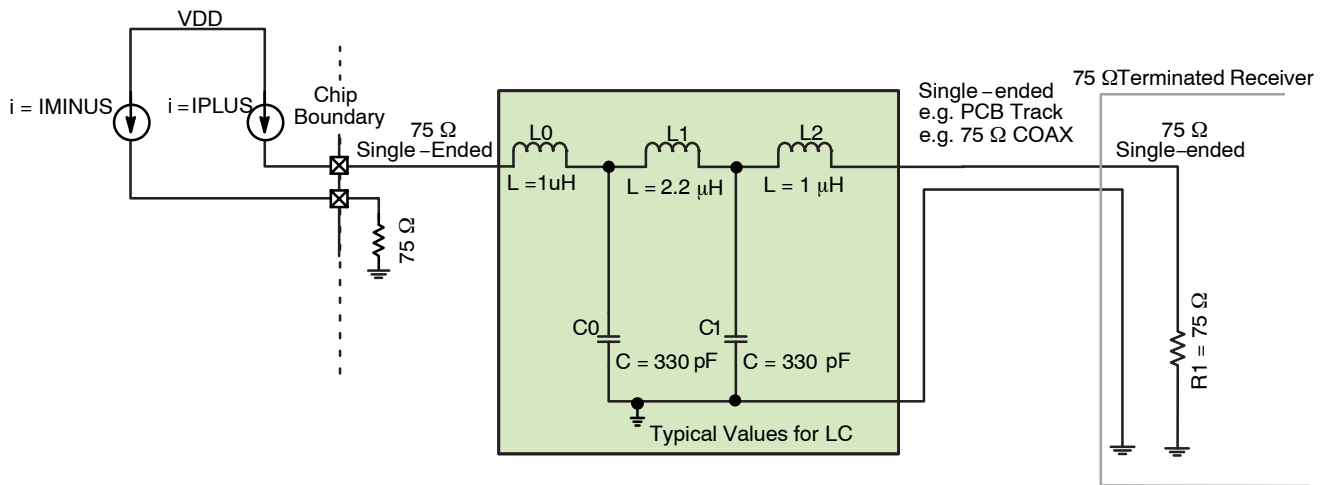 VDD
i = IMINUS
i = IPLUS
Chip
Boundary
75 Ω
Single–Ended
75 Ω
L0
L =1uH
L1
L = 2.2 μH
L2
L = 1 μH
C0
C = 330 pF
C1
C = 330 pF
Typical Values for LC
Single–ended
e.g. PCB Track
e.g. 75 Ω COAX
75 ΩTerminated Receiver
75 Ω
Single–ended
R1 = 75 Ω